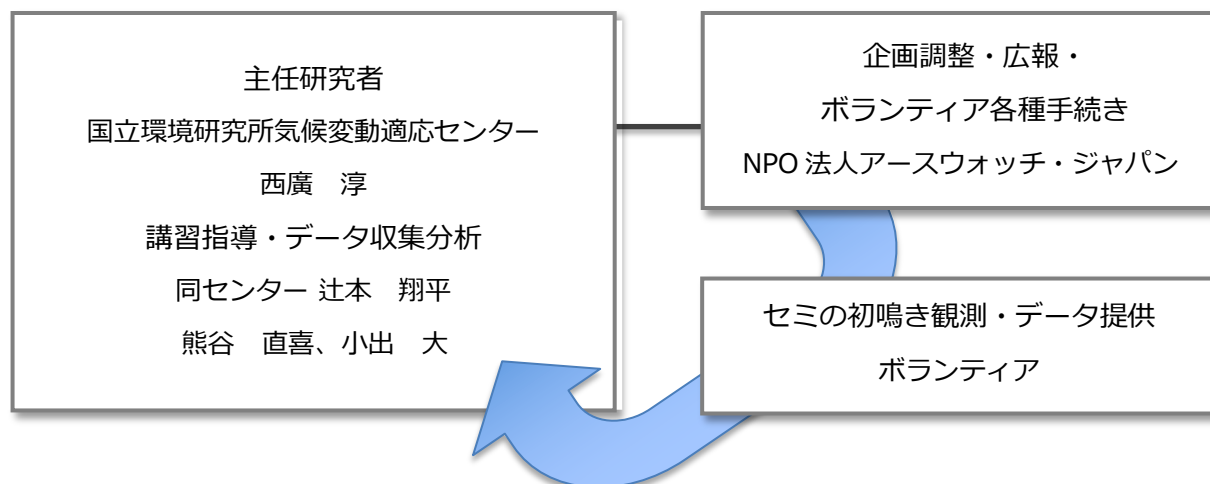 主任研究者
国立環境研究所気候変動適応センター
西廣　淳
講習指導・データ収集分析
同センター 辻本　翔平
熊谷　直喜、小出　大
企画調整・広報・
ボランティア各種手続き
NPO 法人アースウォッチ・ジャパン
セミの初鳴き観測・データ提供
ボランティア